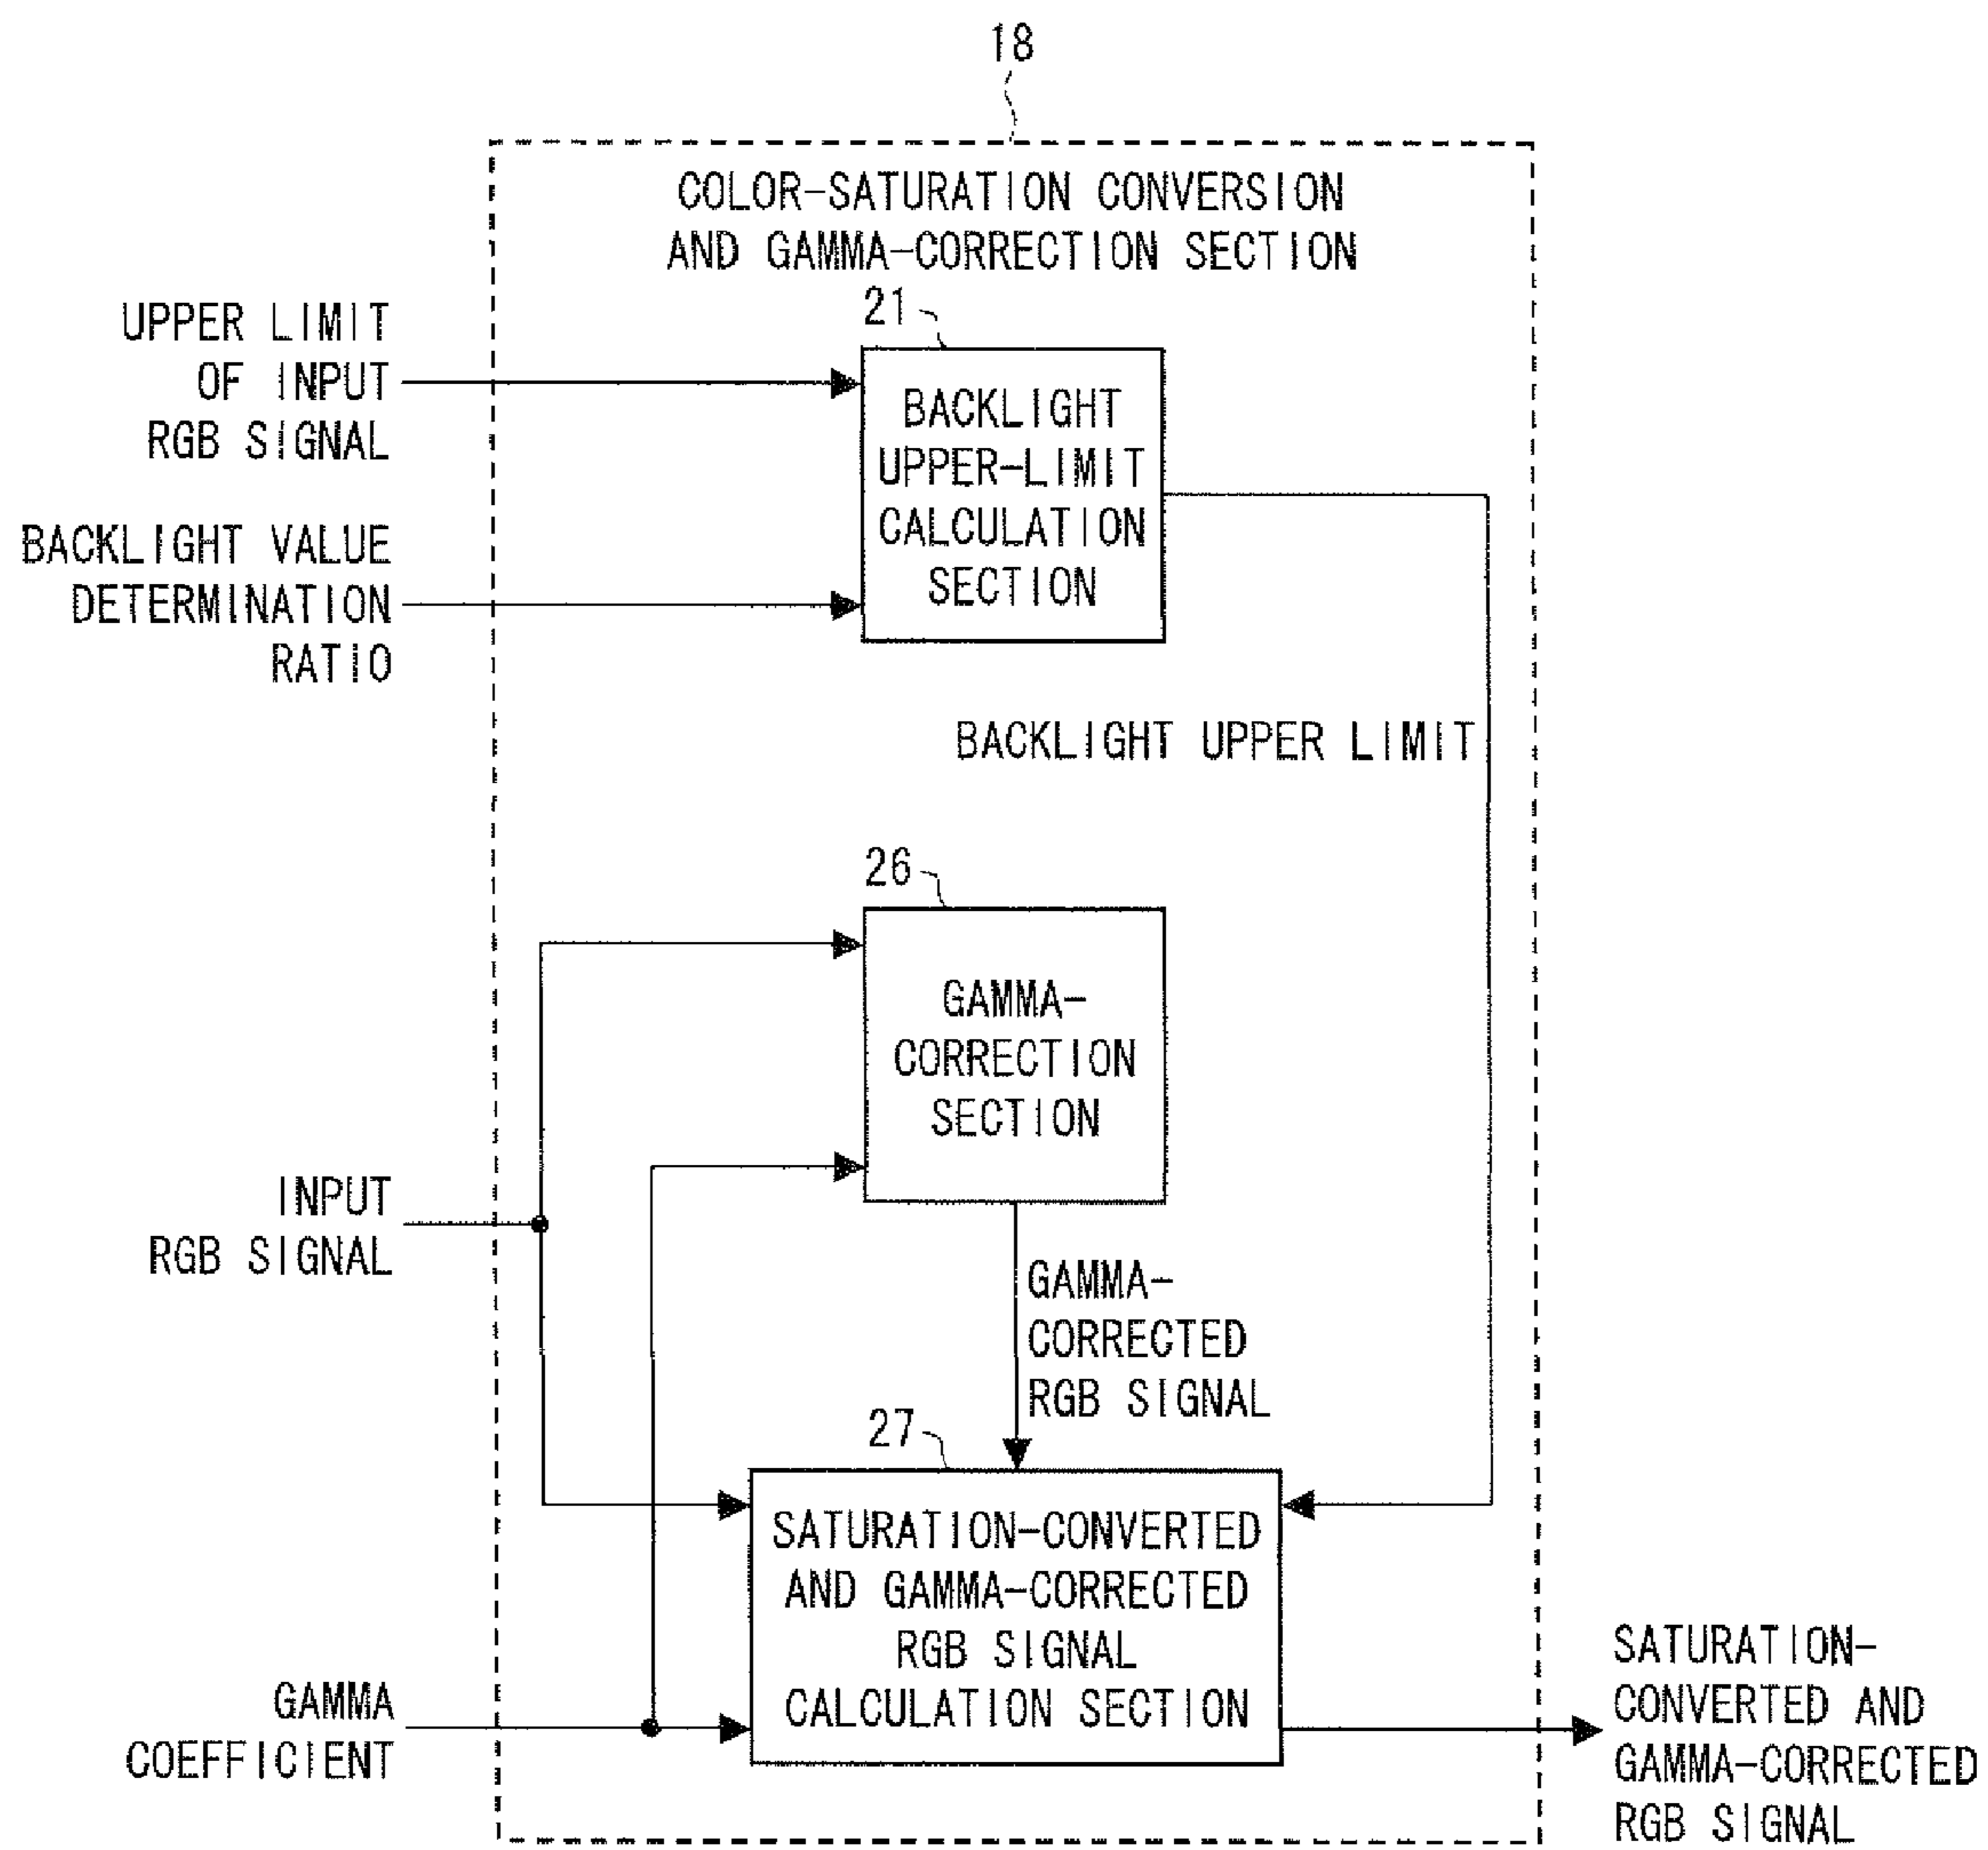 18
COLOR-SATURATION CONVERSION
AND GAMMA-CORRECTION SECTION
UPPER LIMIT
OF INPUT
RGB SIGNAL
21
BACKLIGHT
UPPER-LIMIT
CALCULATION
SECTION
BACKLIGHT VALUE
DETERMINATION
RATIO
BACKLIGHT UPPER LIMIT
26
GAMMA-
CORRECTION
SECTION
INPUT
RGB SIGNAL
GAMMA-
CORRECTED
RGB SIGNAL
27
SATURATION-CONVERTED
AND GAMMA-CORRECTED
RGB SIGNAL
CALCULATION SECTION
GAMMA
COEFFICIENT
SATURATION-
CONVERTED AND
GAMMA-CORRECTED
RGB SIGNAL